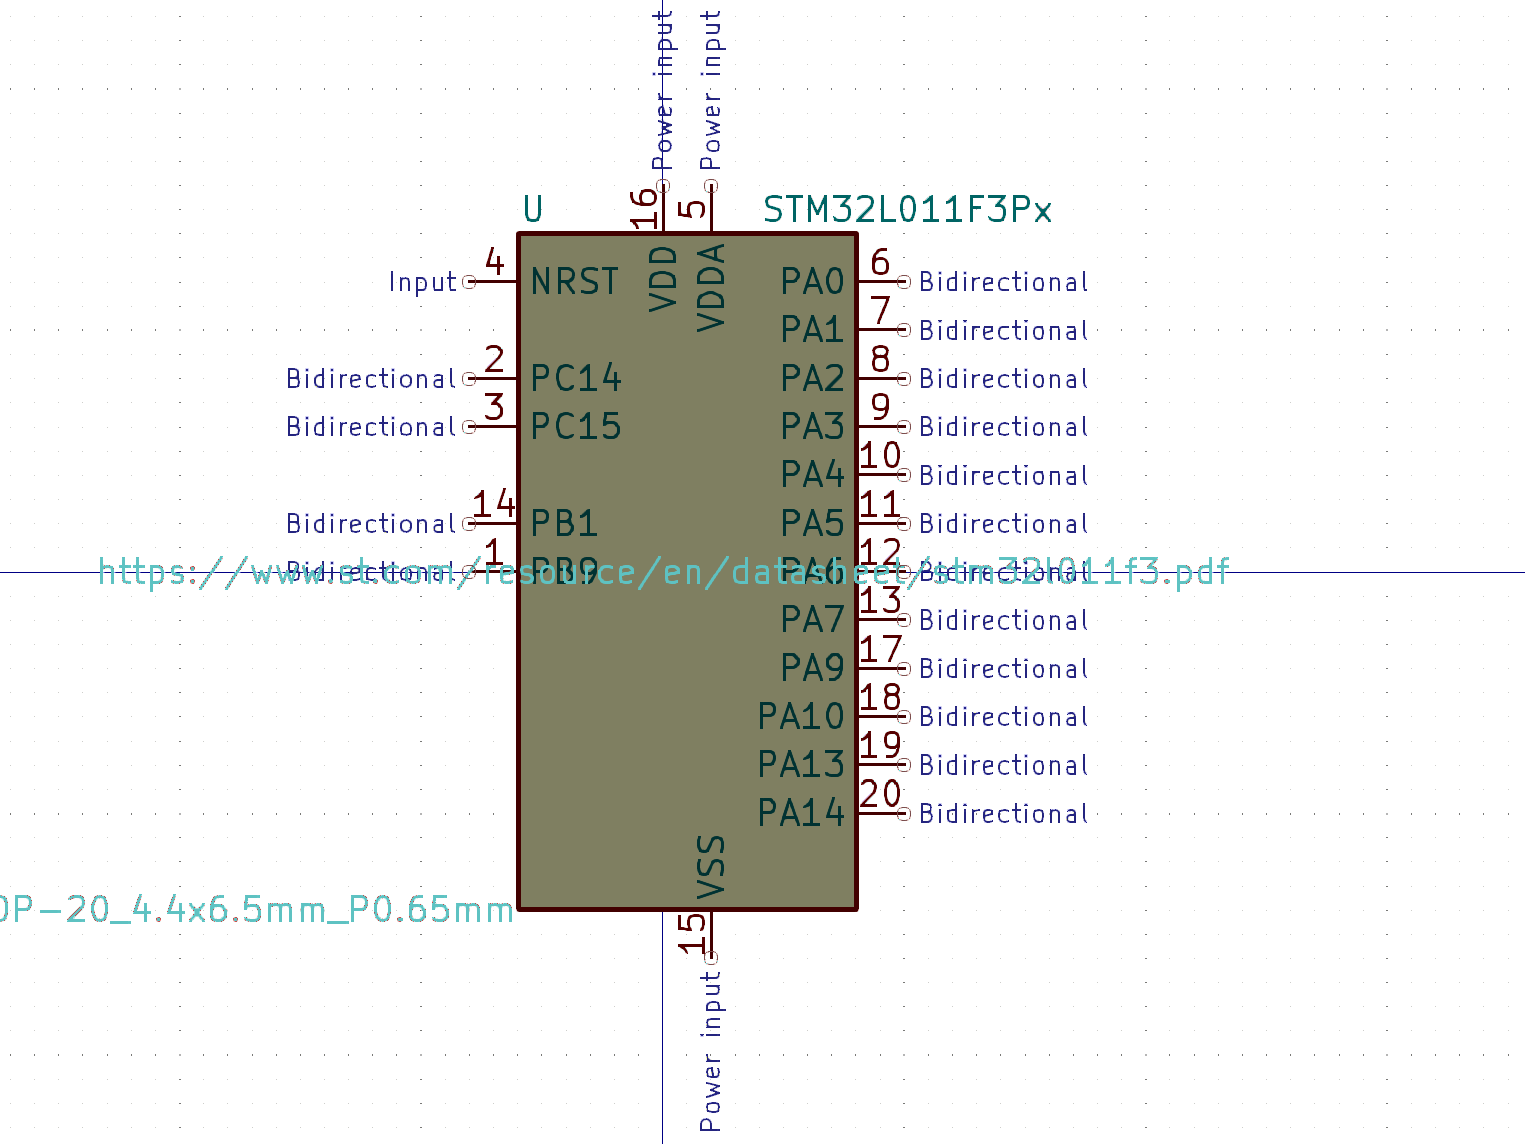 Power input
Power input
16
5
U
STM32L011F3Px
VDD
VDDA
Input
4
NRST
PA0
6
Bidirectional
PA1
7
Bidirectional
Bidirectional
2
PC14
PA2
8
Bidirectional
Bidirectional
3
PC15
PA3
9
Bidirectional
PA4
10
Bidirectional
Bidirectional
14
PB1
PA5
11
Bidirectional
Bidirectional
1
PB9
PA6
12
Bidirectional
https://www.st.com/resource/en/datasheet/stm32l011f3.pdf
PA7
13
Bidirectional
PA9
17
Bidirectional
PA10
18
Bidirectional
PA13
19
Bidirectional
PA14
20
Bidirectional
VSS
OP-20_4.4x6.5mm_P0.65mm
15
Power input